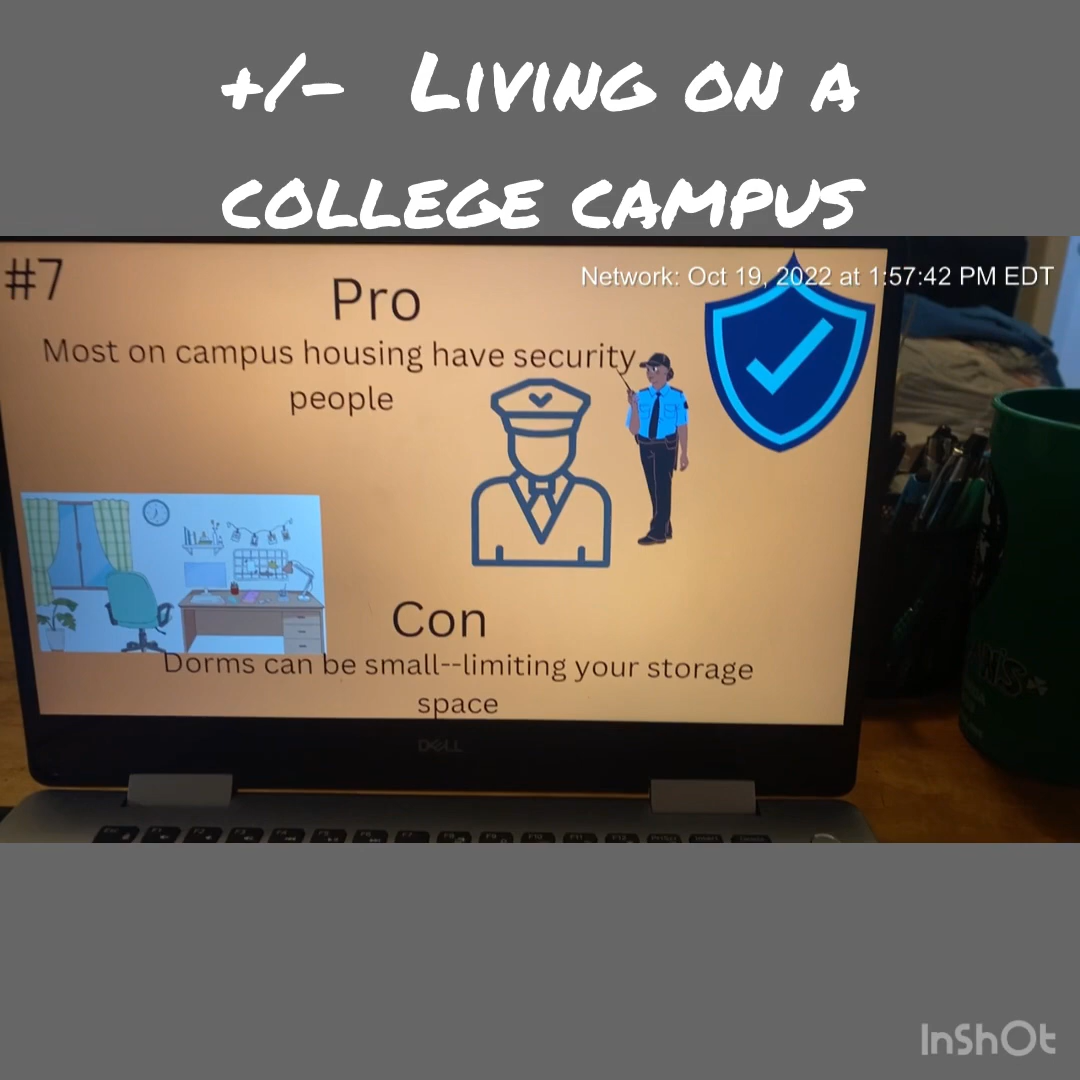 +/- Living on a
college campus
#7
Network: Oct 19, 2022 at 1:57:42 PM EDT
Pro
Most on campus housing have security
people
Con
Dorms can be small--limiting your storage
space
DELL
InShOt